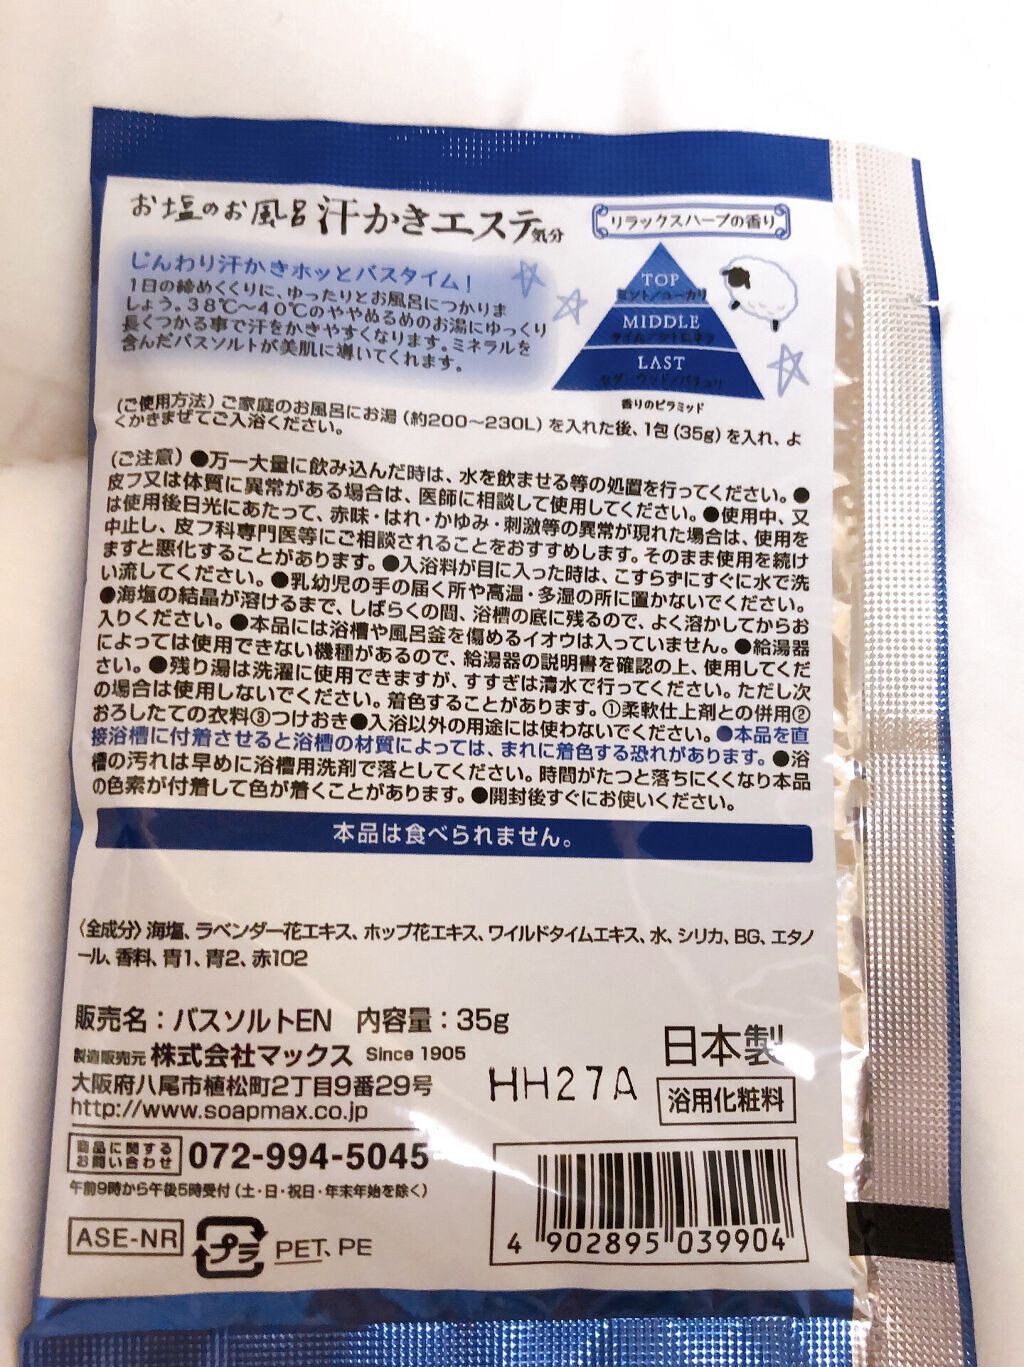 お塩のお風呂 汗かきエステ気分
リラックスハーブの香り
じんわり汗かきホッとバスタイム！
1日の締めくくりに、ゆったりとお風呂につかりま
しょう。38℃～40℃のややぬるめのお湯にゆっくり
長くつかる事で汗をかきやすくなります。ミネラルを
含んだバスソルトが美肌に導いてくれます。
TOP
ミント/ユーカリ
MIDDLE
タイム/シトロネラ
LAST
セダーウッド/パチュリ
香りのピラミッド
(ご使用方法) ご家庭のお風呂にお湯 (約200～230L) を入れた後、1包 (35g) を入れ、よ
くかきまぜてご入浴ください。
(ご注意) ●万一大量に飲み込んだ時は、水を飲ませる等の処置を行ってください。●
皮フ又は体質に異常がある場合は、医師に相談して使用してください。●使用中、又
は使用後日光にあたって、赤味・はれ・かゆみ・刺激等の異常が現れた場合は、使用を
中止し、皮フ科専門医等にご相談されることをおすすめします。そのまま使用を続け
ますと悪化することがあります。●入浴料が目に入った時は、こすらずにすぐに水で洗
い流してください。●乳幼児の手の届く所や高温・多湿の所に置かないでください。
●海塩の結晶が溶けるまで、しばらくの間、浴槽の底に残るので、よく溶かしてからお
入りください。●本品には浴槽や風呂釜を傷めるイオウは入っていません。●給湯器
によっては使用できない機種があるので、給湯器の説明書を確認の上、使用してくだ
さい。●残り湯は洗濯に使用できますが、すすぎは清水で行ってください。ただし次
の場合は使用しないでください。着色することがあります。①柔軟仕上剤との併用②
おろしたての衣料③つけおき●入浴以外の用途には使わないでください。●本品を直
接浴槽に付着させると浴槽の材質によっては、まれに着色する恐れがあります。●浴
槽の汚れは早めに浴槽用洗剤で落としてください。時間がたつと落ちにくくなり本品
の色素が付着して色が着くことがあります。●開封後すぐにお使いください。
本品は食べられません。
〈全成分〉海塩、ラベンダー花エキス、ホップ花エキス、ワイルドタイムエキス、水、シリカ、BG、エタノ
ール、香料、青1、青2、赤102
販売名：バスソルトEN 内容量：35g
製造販売元 株式会社マックス Since 1905
大阪府八尾市植松町2丁目9番29号
http://www.soapmax.co.jp
HH27A
日本製
浴用化粧料
商品に関する
お問い合わせ 072-994-5045
午前9時から午後5時受付 (土・日・祝日・年末年始を除く)
ASE-NR
プラ PET、PE
4 902895 039904